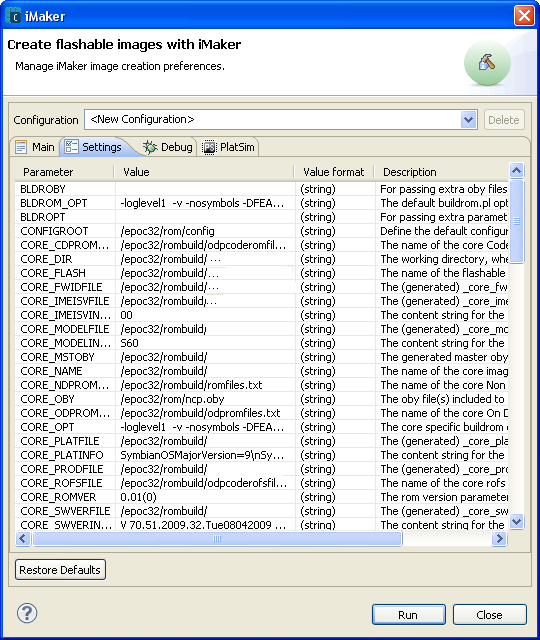 iMaker
Create flashable images with iMaker
Manage iMaker image creation preferences.
Configuration <New Configuration> Delete
Main Settings Debug PlatSim
Parameter Value Value format Description
BLDROBY (string) For passing extra oby files
BLDROM_OPT -loglevel1 -v -nosymbols -DFEA... (string) The default buildrom.pl opt
BLDROPT (string) For passing extra paramet
CONFIGROOT /epoc32/rom/config (string) Define the default configur
CORE_CDPROM... /epoc32/rombuild/odpcoderomfil... (string) The name of the core Code
CORE_DIR /epoc32/rombuild/ ... (string) The working directory, whe
CORE_FLASH /epoc32/rombuild/... (string) The name of the flashable
CORE_FWIDFILE /epoc32/rombuild/... (string) The (generated) _core_fw
CORE_IMEISVFILE /epoc32/rombuild/... (string) The (generated) _core_ime
CORE_IMEISVIN... 00 (string) The content string for the
CORE_MODELFILE /epoc32/rombuild/ (string) The (generated) _core_mo
CORE_MODELIN... S60 (string) The content string for the
CORE_MSTOBY /epoc32/rombuild/ (string) The generated master oby
CORE_NAME /epoc32/rombuild/ (string) The name of the core imag
CORE_NDPROM... /epoc32/rombuild/romfiles.txt (string) The name of the core Non
CORE_OBY /epoc32/rom/ncp.oby (string) The oby file(s) included to
CORE_ODPROM... /epoc32/rombuild/odpromfiles.txt (string) The name of the core On D
CORE_OPT -loglevel1 -v -nosymbols -DFEA... (string) The core specific buildrom
CORE_PLATFILE /epoc32/rombuild/ (string) The (generated) _core_pla
CORE_PLATINFO SymbianOSMajorVersion=9\nSy... (string) The content string for the
CORE_PRODFILE /epoc32/rombuild/ (string) The (generated) _core_pro
CORE_ROFSFILE /epoc32/rombuild/odpcoderofsfil... (string) The name of the core rofs
CORE_ROMVER 0.01(0) (string) The rom version parameter
CORE_SWVERFILE /epoc32/rombuild/ (string) The (generated) _core_sw
CORE_SWVERIN... V 70.51.2009.32.Tue08042009 ... (string) The content string for the
Restore Defaults
? Run Close